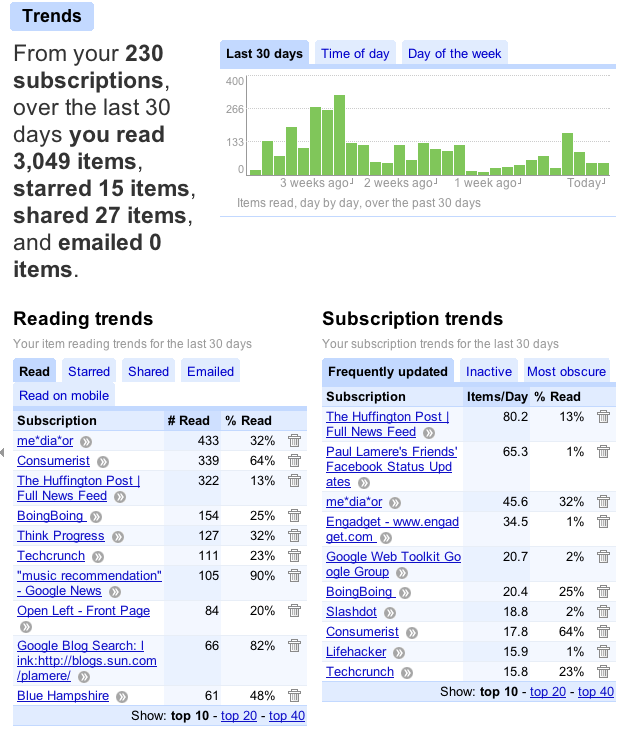 Trends
From your 230
subscriptions,
over the last 30
days you read
3,049 items,
starred 15 items,
shared 27 items,
and emailed 0
items.
Last 30 days Time of day Day of the week
400
266
133
0
3 weeks ago 2 weeks ago 1 week ago Today
Items read, day by day, over the past 30 days
Reading trends
Your item reading trends for the last 30 days
Read Starred Shared Emailed
Read on mobile
Subscription # Read % Read
me*dia*or 433 32%
Consumerist 339 64%
The Huffington Post | 322 13%
Full News Feed
BoingBoing 154 25%
Think Progress 127 32%
Techcrunch 111 23%
"music recommendation" 105 90%
- Google News
Open Left - Front Page 84 20%
Google Blog Search: l 66 82%
ink:http://blogs.sun.com
/plamere/
Blue Hampshire 61 48%
Show: top 10 - top 20 - top 40
Subscription trends
Your subscription trends for the last 30 days
Frequently updated Inactive Most obscure
Subscription Items/Day % Read
The Huffington Post | 80.2 13%
Full News Feed
Paul Lamere's Friends' 65.3 1%
Facebook Status Upd
ates
me*dia*or 45.6 32%
Engadget - www.engad 34.5 1%
get.com
Google Web Toolkit Go 20.7 2%
ogle Group
BoingBoing 20.4 25%
Slashdot 18.8 2%
Consumerist 17.8 64%
Lifehacker 15.9 1%
Techcrunch 15.8 23%
Show: top 10 - top 20 - top 40